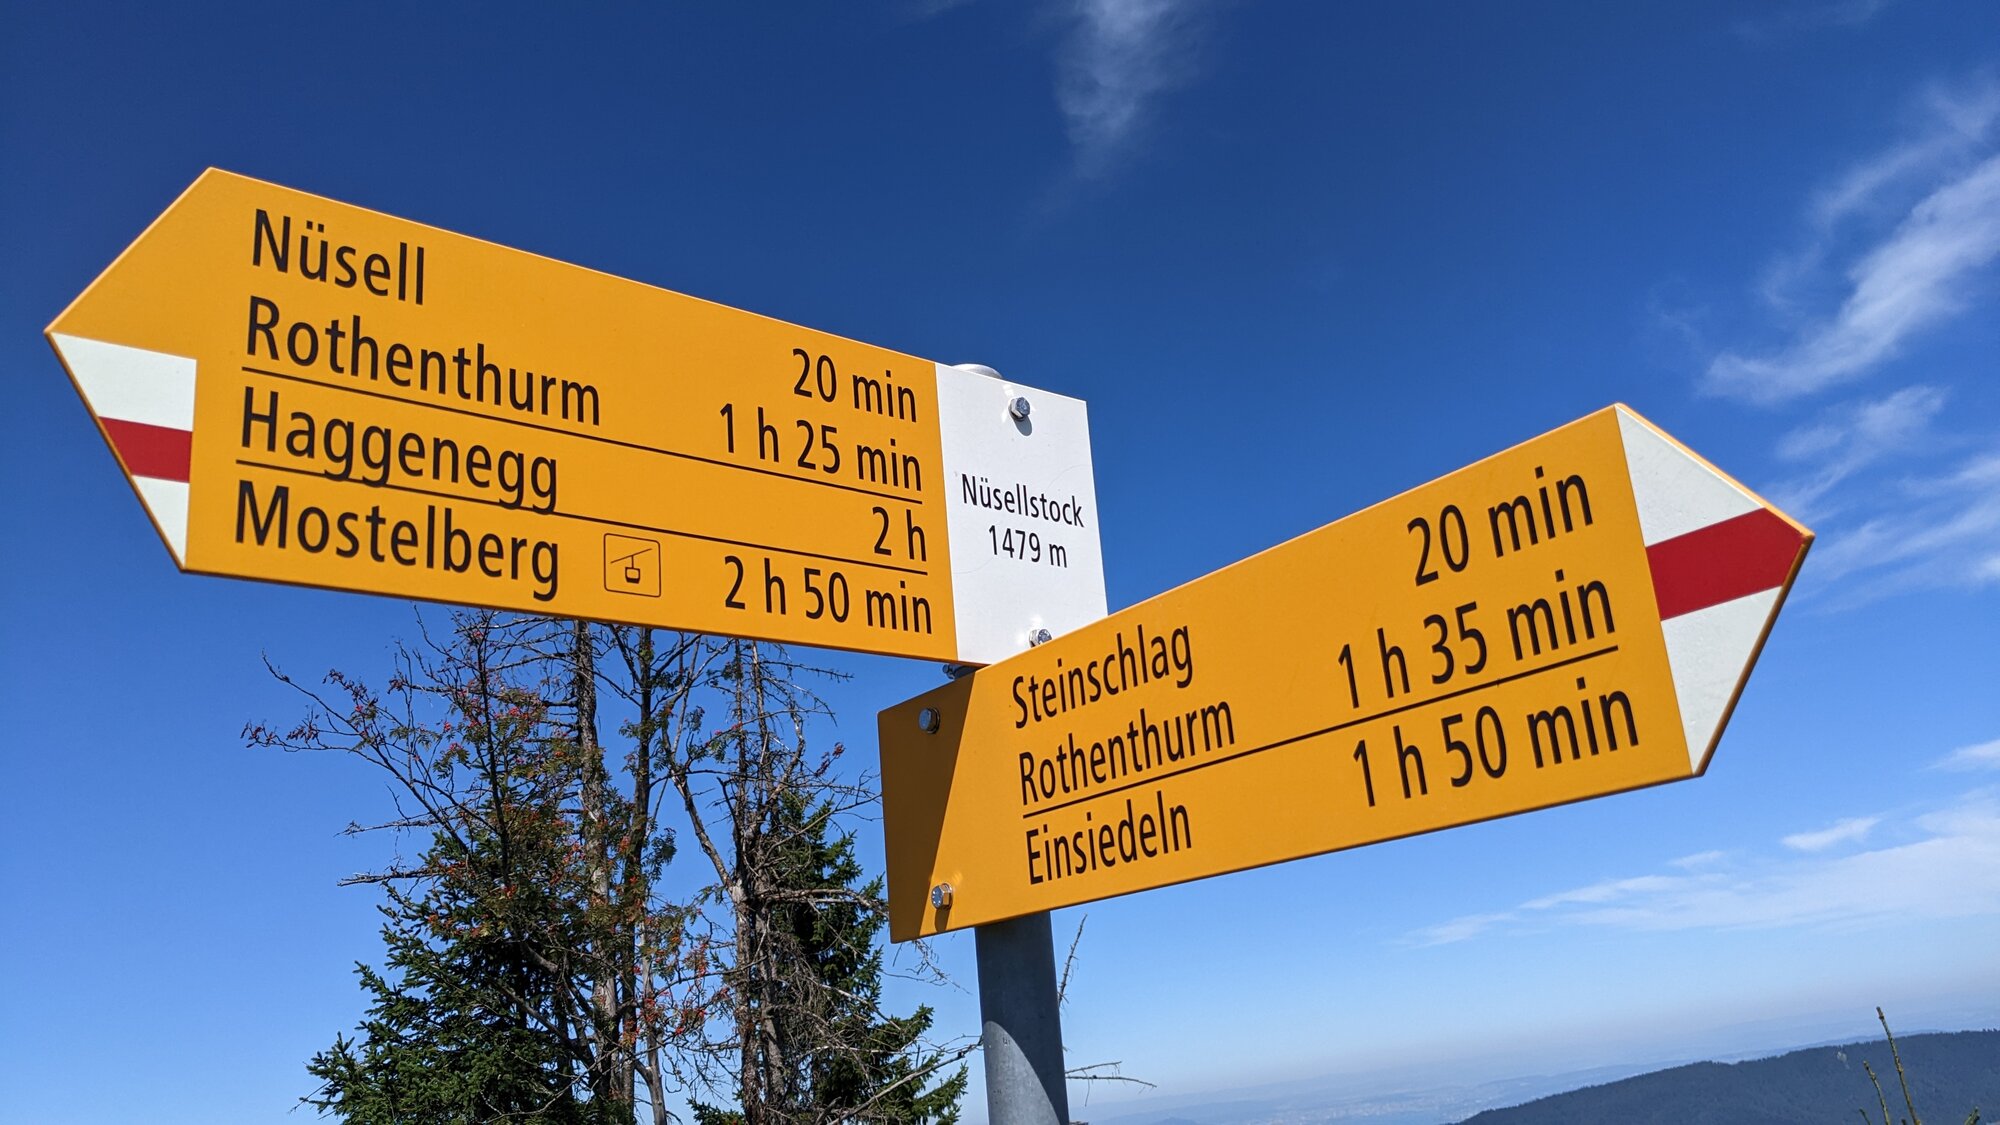 Nüsell 20 min
Rothenthurm 1 h 25 min
Haggenegg 2 h
Mostelberg 2 h 50 min
Nüsellstock
1479 m
Steinschlag 20 min
Rothenthurm 1 h 35 min
Einsiedeln 1 h 50 min